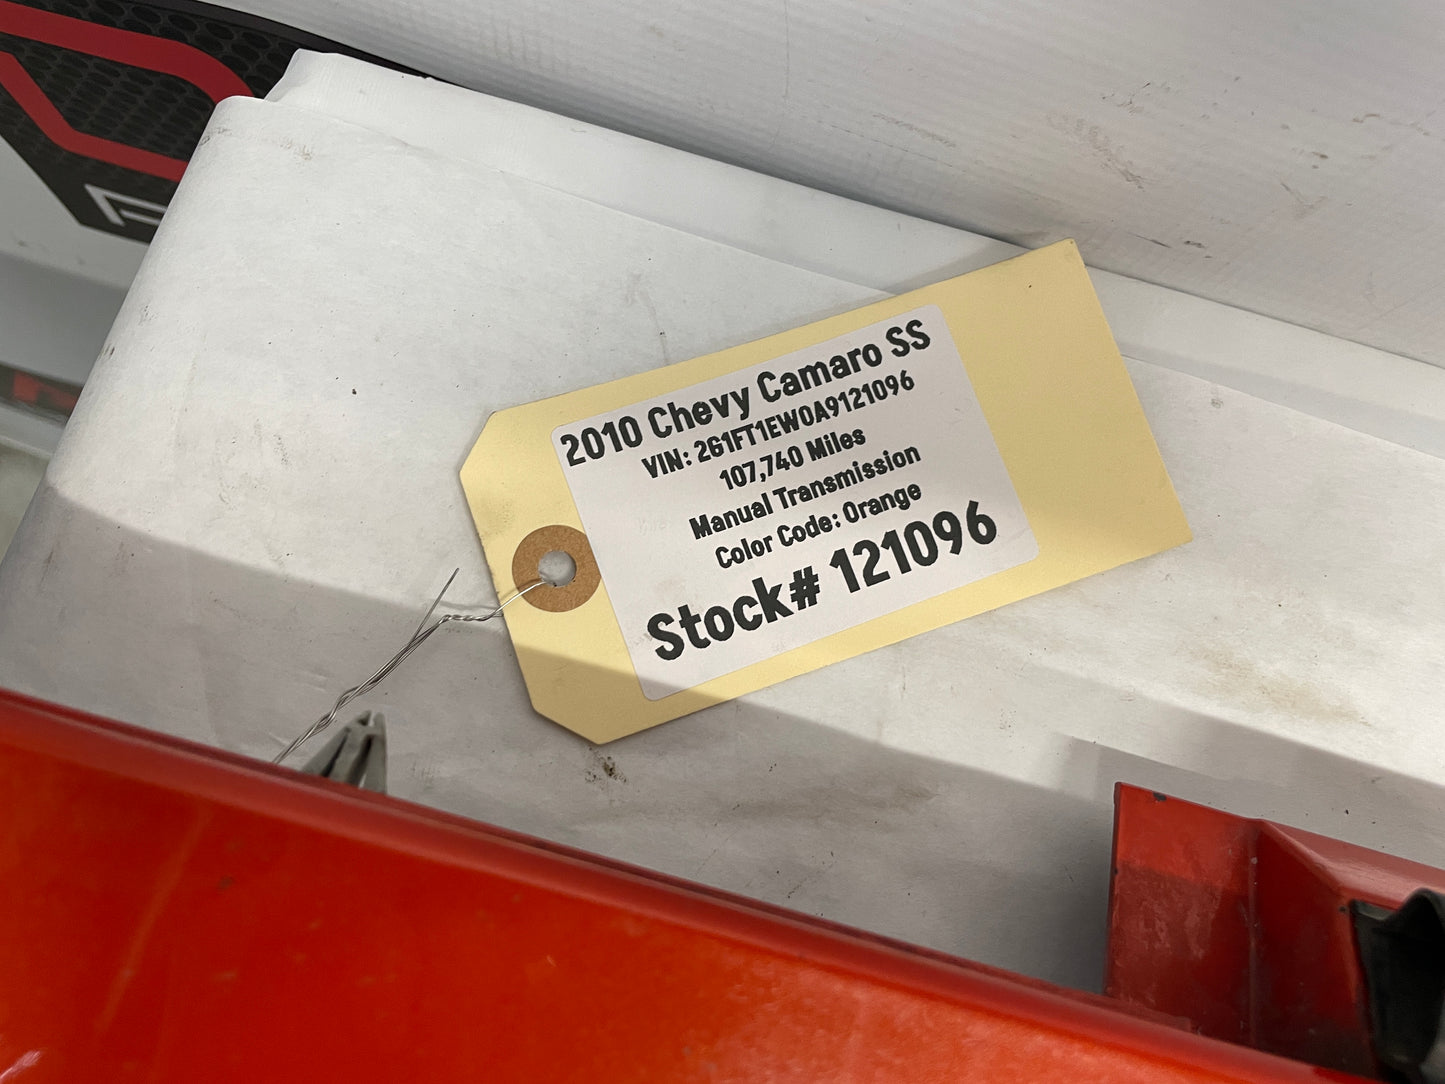 2010 Chevy Camaro SS
VIN: 2G1FT1EW0A9121096
107,740 Miles
Manual Transmission
Color Code: Orange
Stock# 121096